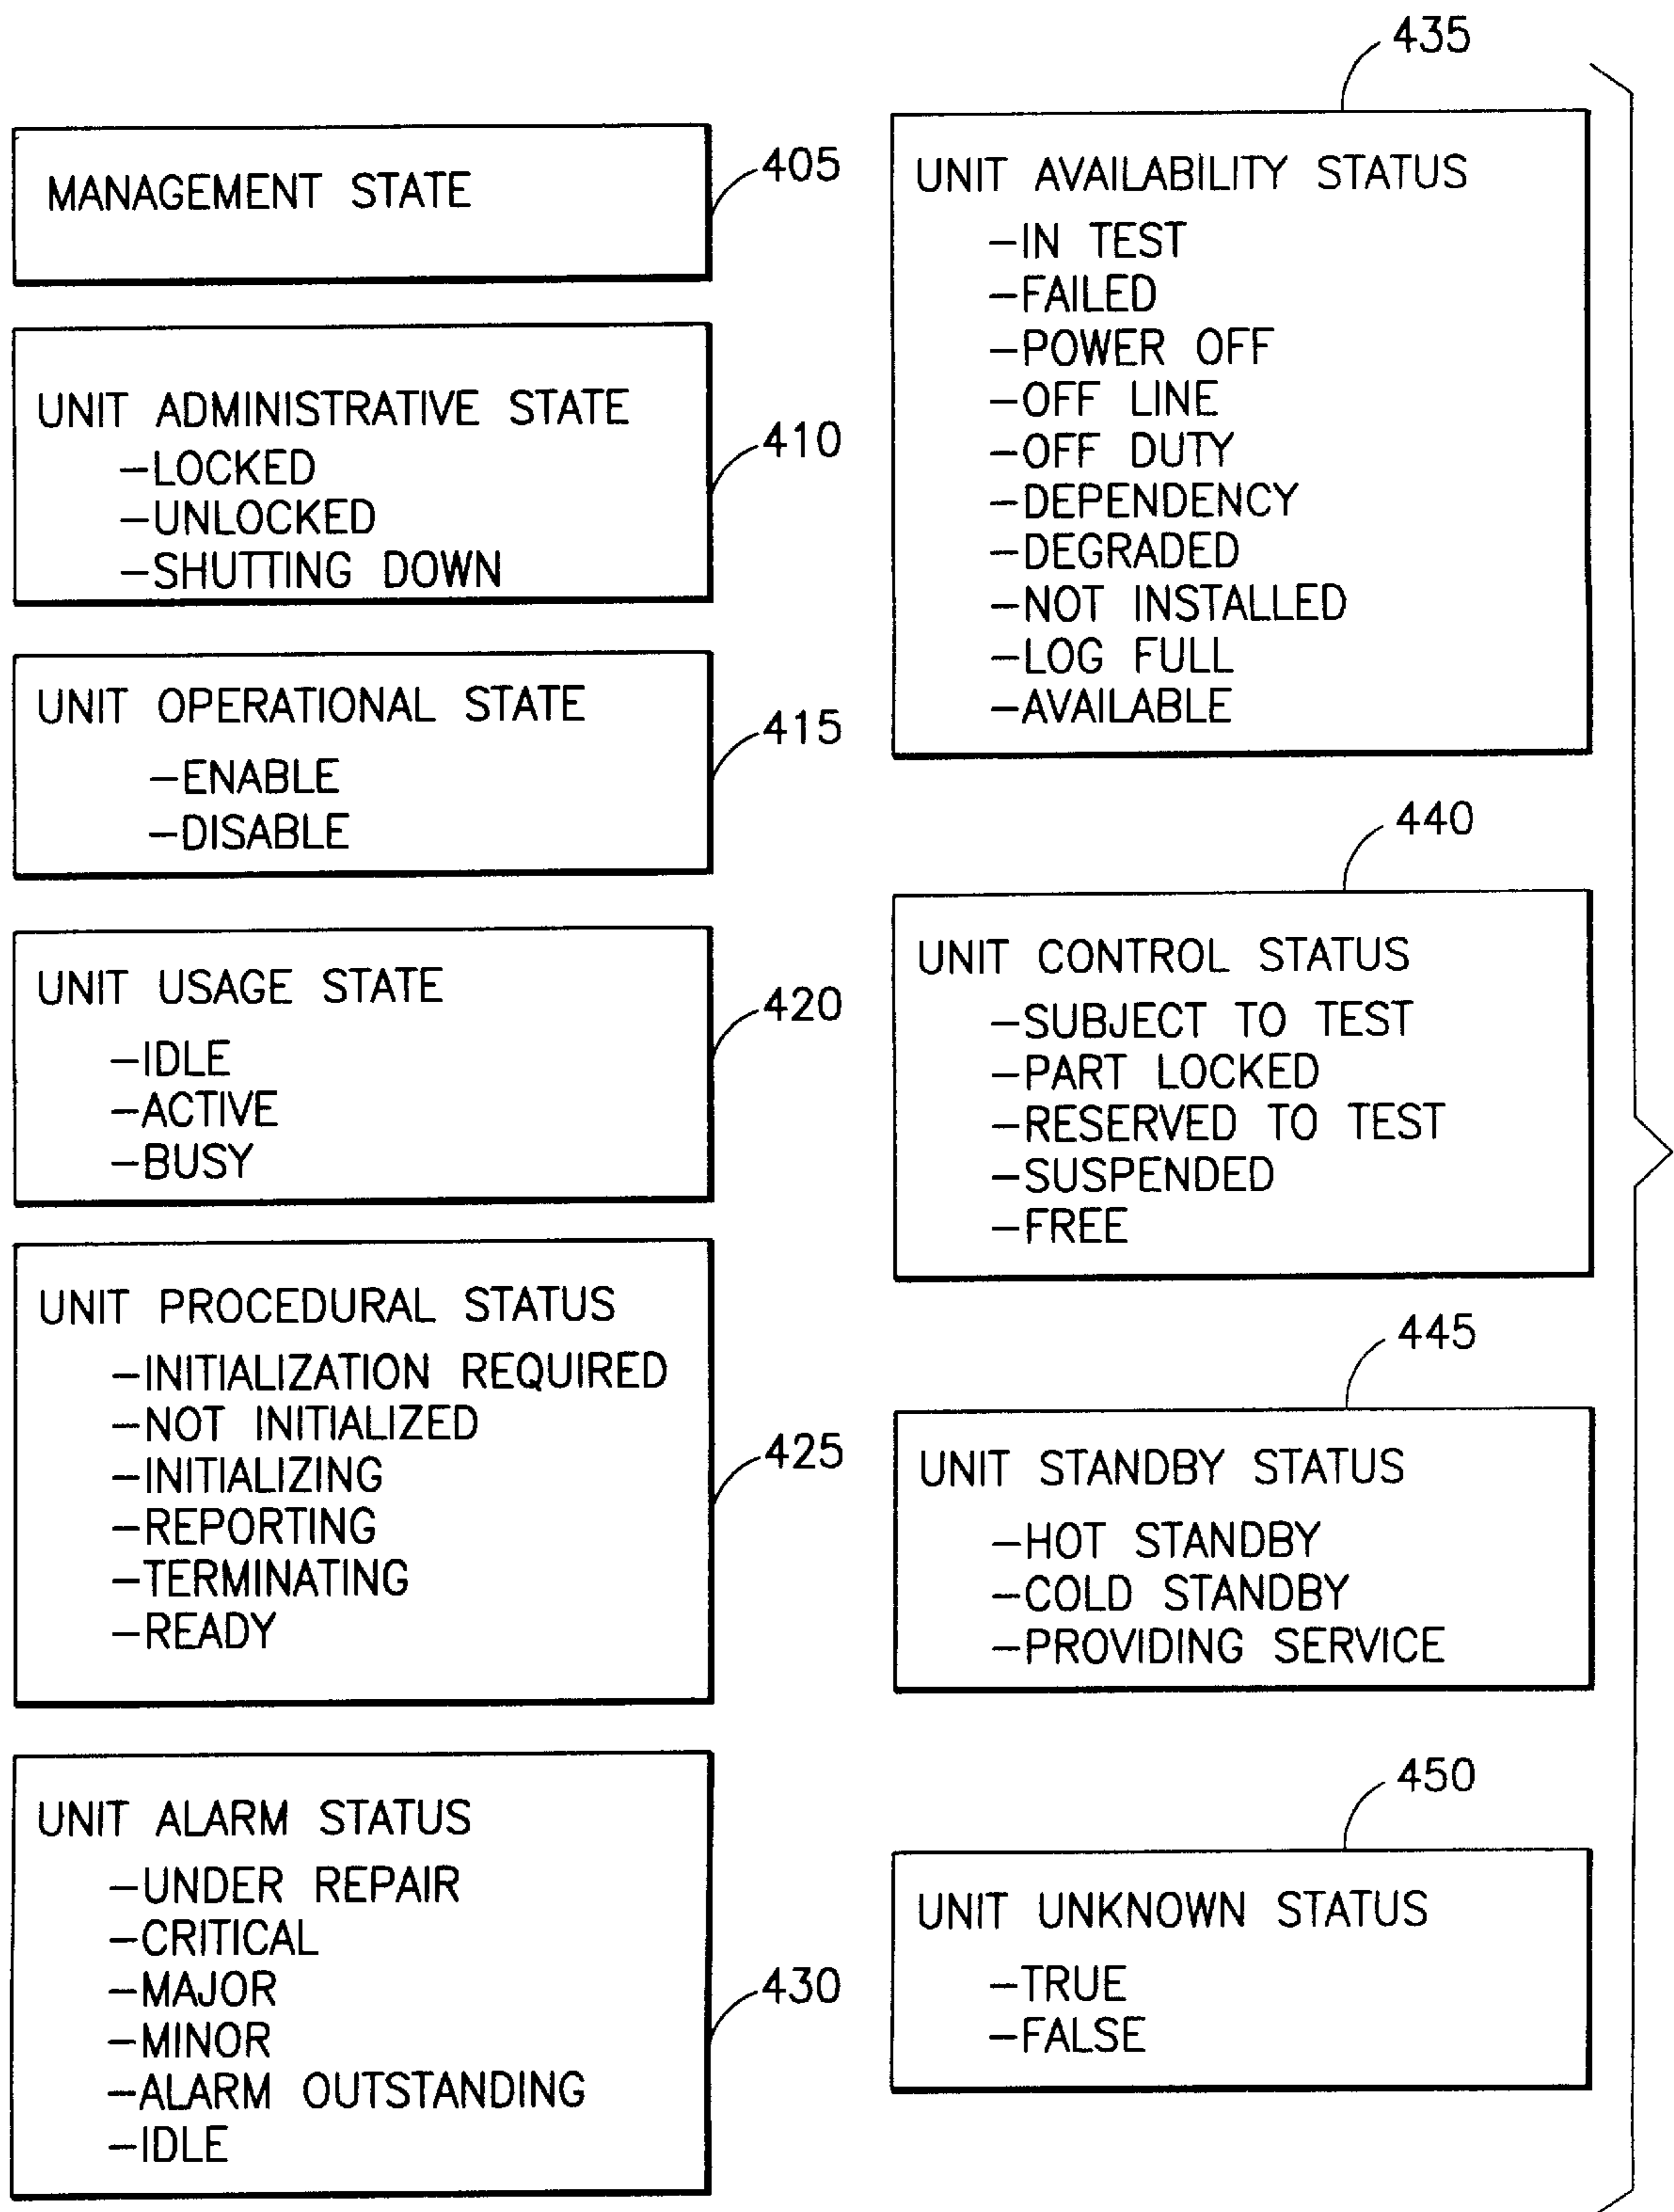 MANAGEMENT STATE
405
UNIT ADMINISTRATIVE STATE
-LOCKED
-UNLOCKED
-SHUTTING DOWN
410
UNIT OPERATIONAL STATE
-ENABLE
-DISABLE
415
UNIT USAGE STATE
-IDLE
-ACTIVE
-BUSY
420
UNIT PROCEDURAL STATUS
-INITIALIZATION REQUIRED
-NOT INITIALIZED
-INITIALIZING
-REPORTING
-TERMINATING
-READY
425
UNIT ALARM STATUS
-UNDER REPAIR
-CRITICAL
-MAJOR
-MINOR
-ALARM OUTSTANDING
-IDLE
430
435
UNIT AVAILABILITY STATUS
-IN TEST
-FAILED
-POWER OFF
-OFF LINE
-OFF DUTY
-DEPENDENCY
-DEGRADED
-NOT INSTALLED
-LOG FULL
-AVAILABLE
440
UNIT CONTROL STATUS
-SUBJECT TO TEST
-PART LOCKED
-RESERVED TO TEST
-SUSPENDED
-FREE
445
UNIT STANDBY STATUS
-HOT STANDBY
-COLD STANDBY
-PROVIDING SERVICE
450
UNIT UNKNOWN STATUS
-TRUE
-FALSE